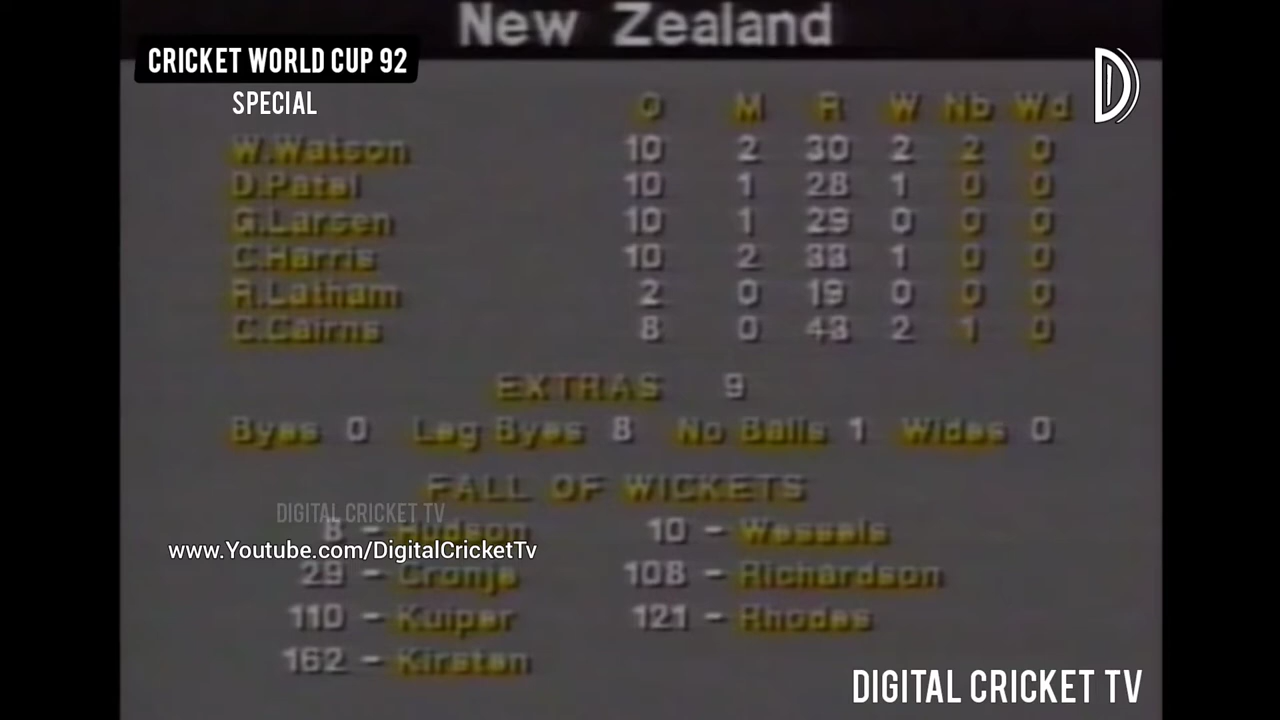 New Zealand
CRICKET WORLD CUP 92
SPECIAL
D
O M R W Nb Wd
W.Watson 10 2 30 2 2 0
D.Patel 10 1 28 1 0 0
G.Larsen 10 1 29 0 0 0
C.Harris 10 2 33 1 0 0
R.Latham 2 0 19 0 0 0
C.Cairns 8 0 43 2 1 0
EXTRAS 9
Byes 0 Leg Byes 8 No Balls 1 Wides 0
FALL OF WICKETS
DIGITAL CRICKET TV
8 - Hudson 10 - Wessels
www.Youtube.com/DigitalCricketTv
29 - Cronje 108 - Richardson
110 - Kuiper 121 - Rhodes
162 - Kirsten
DIGITAL CRICKET TV